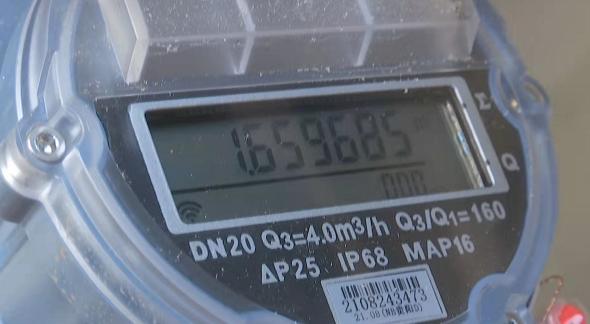 1.659685
Σ
000
Q
DN20 Q3=4.0m³/h Q3/Q1=160
ΔP25 IP68 MAP16
2108243473